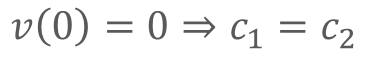 v(0) = 0 ⇒ c₁ = c₂